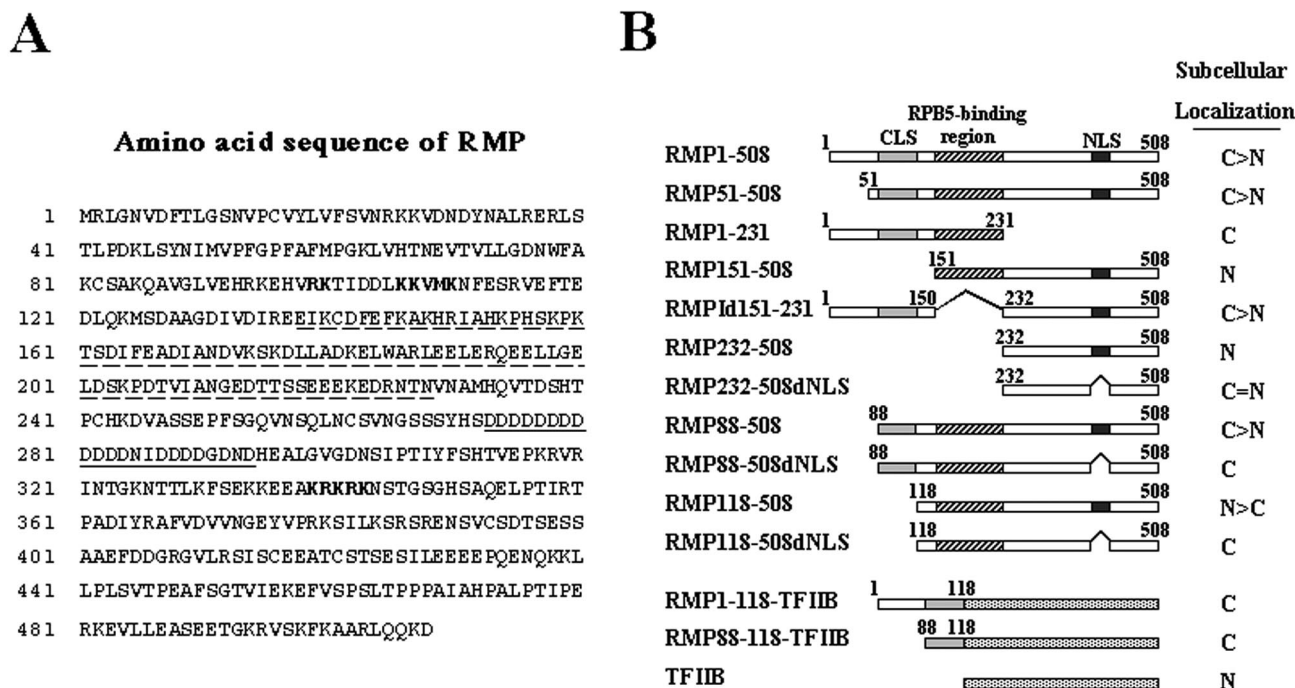 A
Amino acid sequence of RMP
1 MRLGNVDFTLGSNVPCVYLVFSVNRKKVDNDYNALRERLS
41 TLPDKLSYNIMVPFGPFAFMPGKLVHTNEVTVLLGDNWFA
81 KCSAKQAVGLVEHRKEHVRKTIDDLKKVMKNFESRVEFTE
121 DLQKMSDAAGDIVDIREEIKCDFEFKAKHRIAHKPHSKPK
161 TSDIFEADIANDVKSKDLLADKELWARLEELERQEELLGE
201 LDSKPDTVIANGEDTTSSEEEKEDRNTNVNAMHQVTDSHT
241 PCHKDVASSEPFSGQVNSQLNCSVNGSSSYHSDDDDDDDD
281 DDDDNIDDDDGDNDHEALGVGDNSIPTIYFSHTVEPKRVR
321 INTGKNTTLKFSEKKEEAKRKRKNSTGSGHSAQELPTIRT
361 PADIYRAFVDVVNGEYVPRKSILKSRSRENSVCSDTSESS
401 AAEFDDGRGVLRSISCEEATCSTSESILEEEEPQENQKKL
441 LPLSVTPEAFSGTVIEKEFVSPSLTPPPAIAHPALPTIPE
481 RKEVLLEASEETGKRVSKFKAARLQQKD
B
Subcellular
Localization
RPB5-binding
CLS region NLS
1 508
RMP1-508 C>N
51 508
RMP51-508 C>N
1 231
RMP1-231 C
151 508
RMP151-508 N
1 150 232 508
RMPId151-231 C>N
232 508
RMP232-508 N
232 508
RMP232-508dNLS C=N
88 508
RMP88-508 C>N
88 508
RMP88-508dNLS C
118 508
RMP118-508 N>C
118 508
RMP118-508dNLS C
1 118
RMP1-118-TFIIB C
88 118
RMP88-118-TFIIB C
TFIIB N